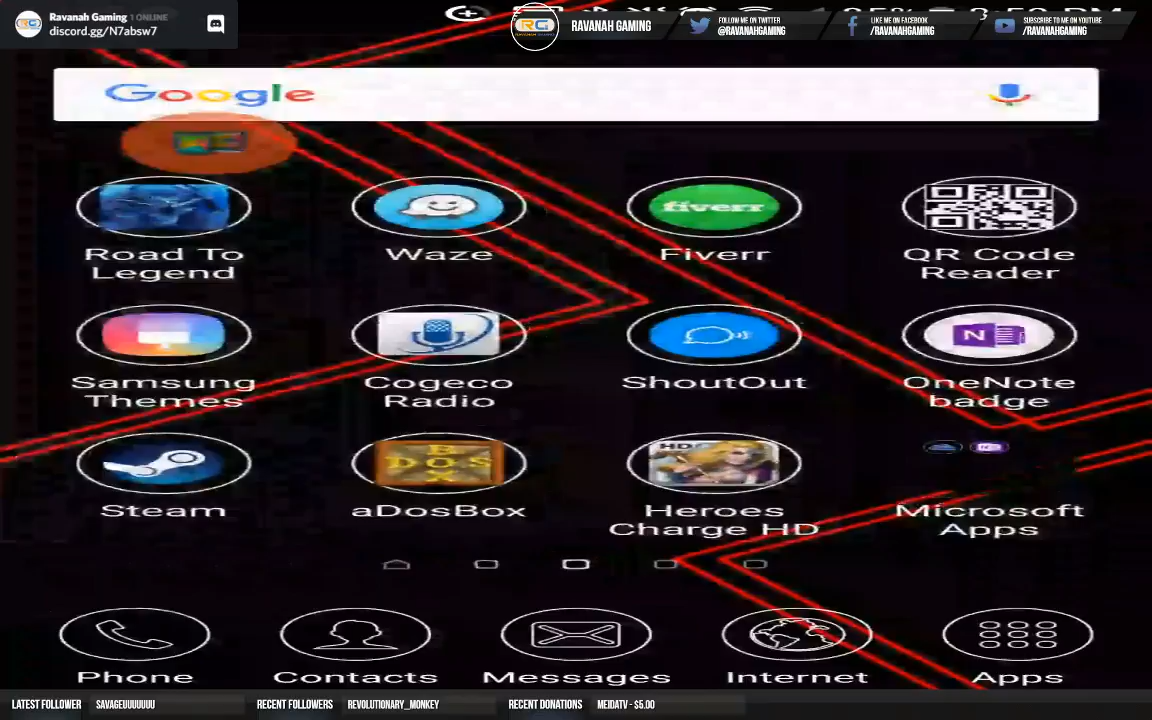 Ravanah Gaming 1 ONLINE
discord.gg/N7absw7
RAVANAH GAMING
FOLLOW ME ON TWITTER
@RAVANAHGAMING
LIKE ME ON FACEBOOK
/RAVANAHGAMING
SUBSCRIBE TO ME ON YOUTUBE
/RAVANAHGAMING
Google
fiverr
Road To
Legend
Waze
Fiverr
QR Code
Reader
N
Samsung
Themes
Cogeco
Radio
ShoutOut
OneNote
badge
HD
Steam
aDosBox
Heroes
Charge HD
Microsoft
Apps
Phone
Contacts
Messages
Internet
Apps
LATEST FOLLOWER
SAVAGEUUUUUUU
RECENT FOLLOWERS
REVOLUTIONARY_MONKEY
RECENT DONATIONS
MEIDATV - $5.00